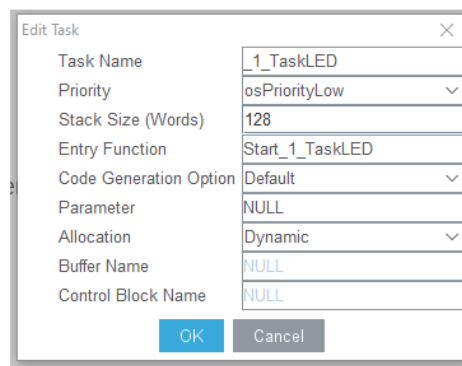 Edit Task
Task Name _1_TaskLED
Priority osPriorityLow
Stack Size (Words) 128
Entry Function Start_1_TaskLED
Code Generation Option Default
Parameter NULL
Allocation Dynamic
Buffer Name NULL
Control Block Name NULL
OK Cancel